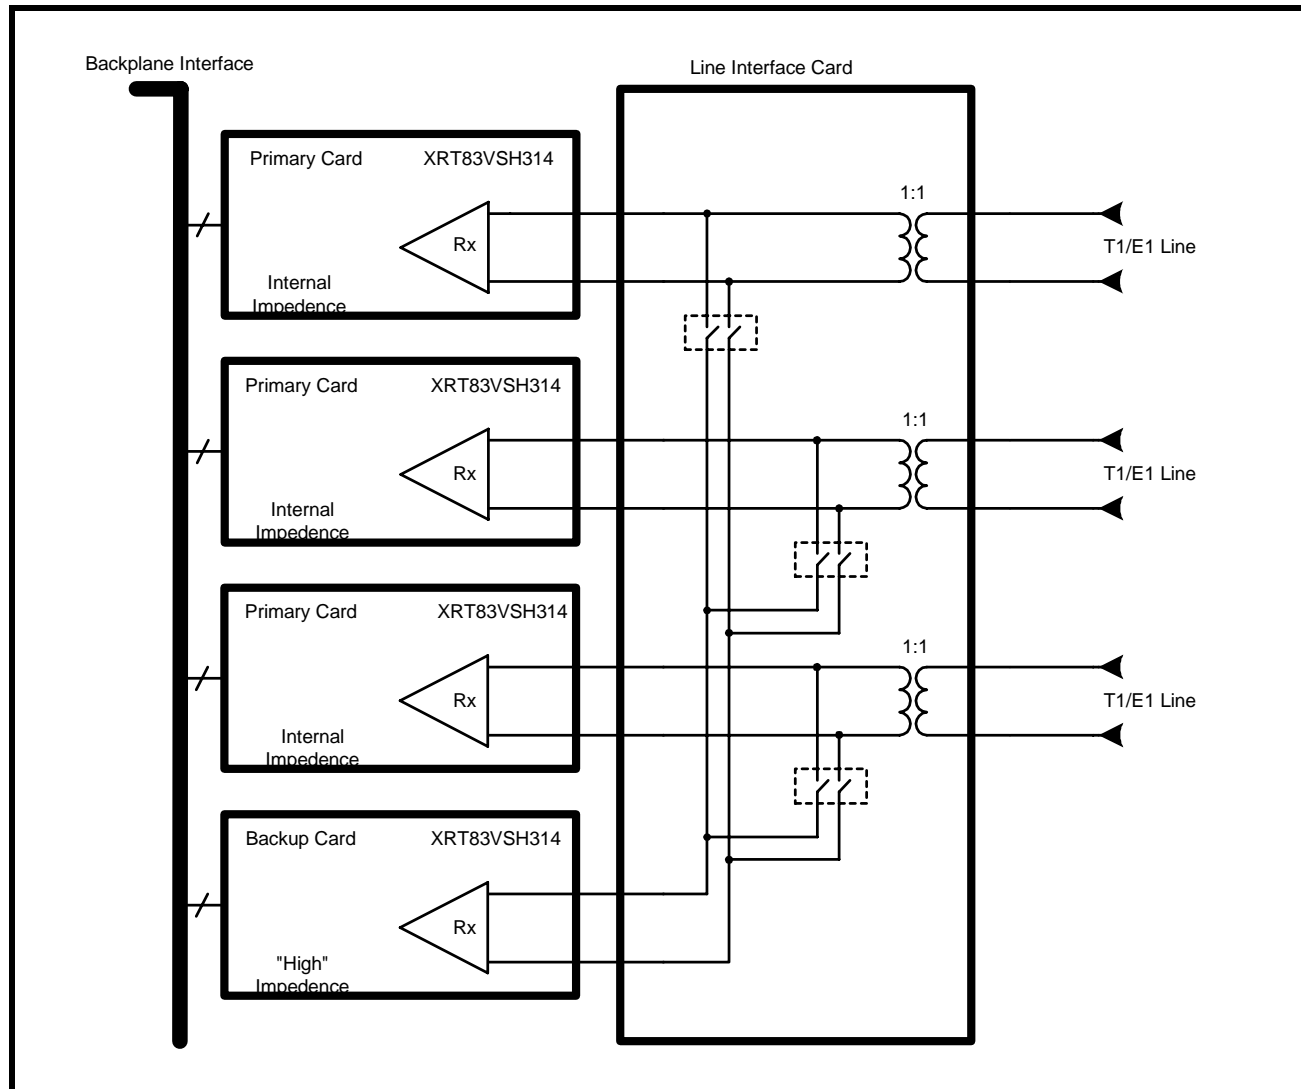 Backplane Interface
Line Interface Card
Primary Card XRT83VSH314
1:1
Rx
T1/E1 Line
Internal
Impedence
Primary Card XRT83VSH314
1:1
Rx
T1/E1 Line
Internal
Impedence
Primary Card XRT83VSH314
1:1
Rx
T1/E1 Line
Internal
Impedence
Backup Card XRT83VSH314
Rx
"High"
Impedence